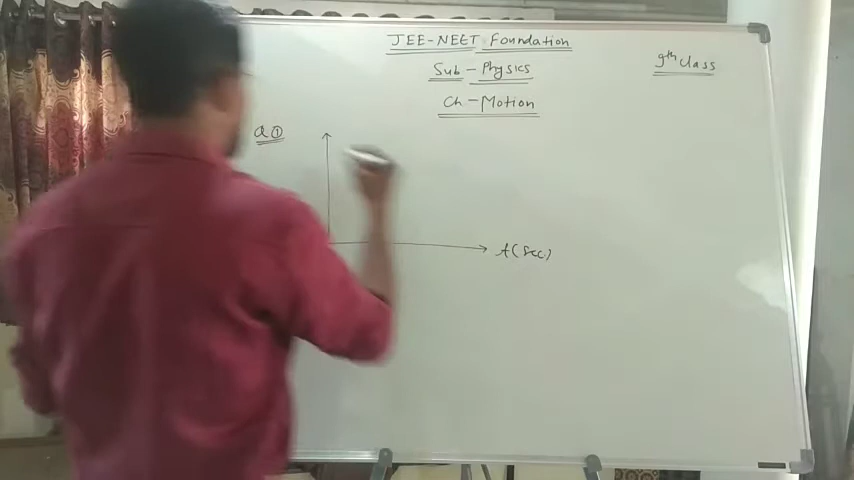 JEE-NEET Foundation
Sub - Physics
9th class
Ch - Motion
Q①
t(sec.)